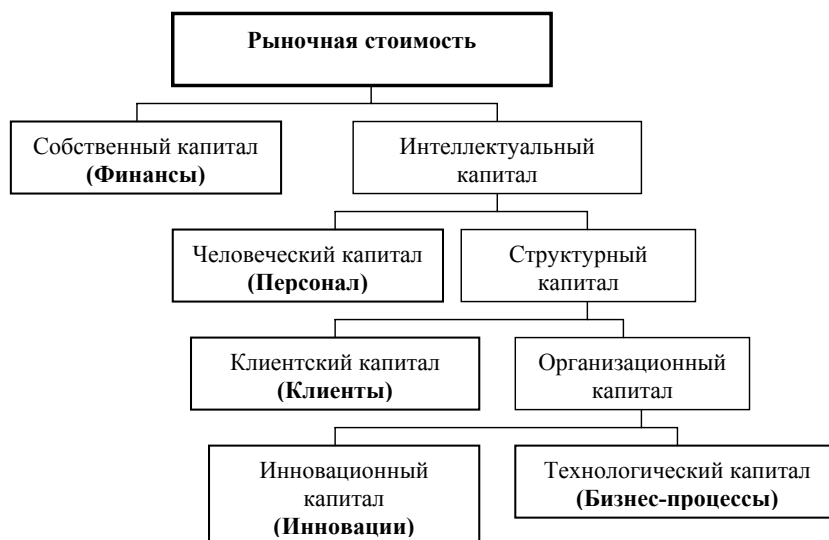 Рыночная стоимость
Собственный капитал
(Финансы)
Интеллектуальный
капитал
Человеческий капитал
(Персонал)
Структурный
капитал
Клиентский капитал
(Клиенты)
Организационный
капитал
Инновационный
капитал
(Инновации)
Технологический капитал
(Бизнес-процессы)